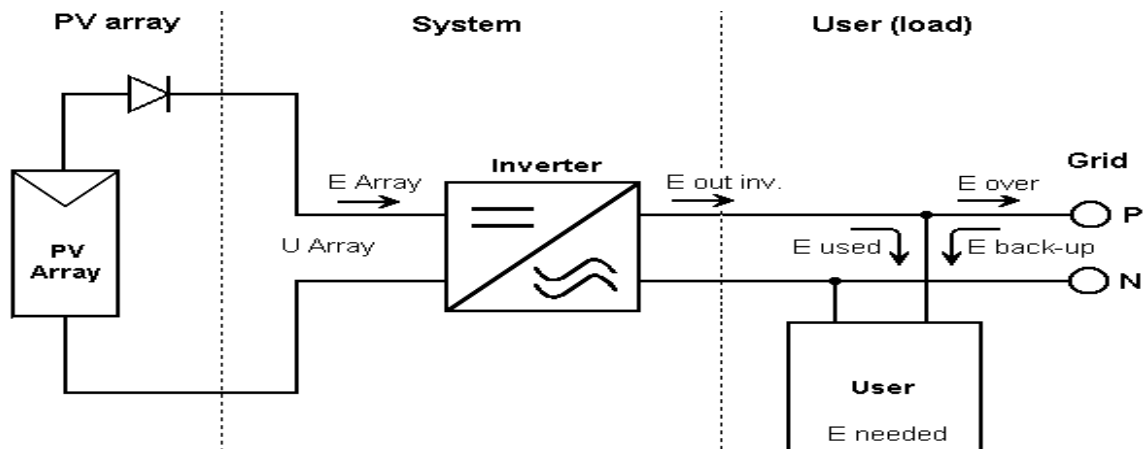 PV array
System
User (load)
Inverter
Grid
E Array
E out inv.
E over
P
U Array
E used
E back-up
PV
Array
N
User
E needed